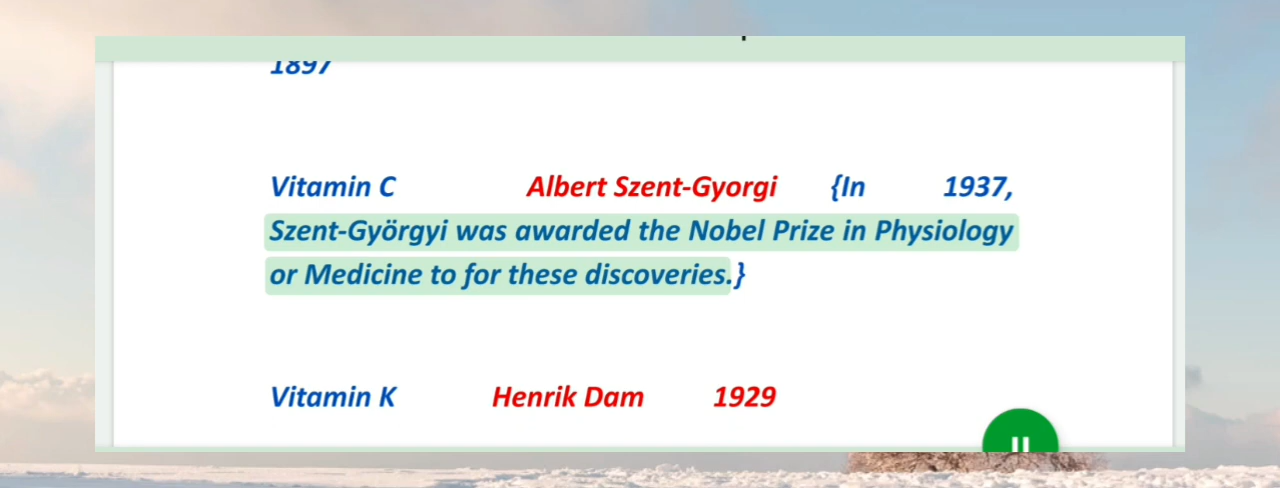 1897
Vitamin C Albert Szent-Gyorgi {In 1937,
Szent-Györgyi was awarded the Nobel Prize in Physiology
or Medicine to for these discoveries.}
Vitamin K Henrik Dam 1929